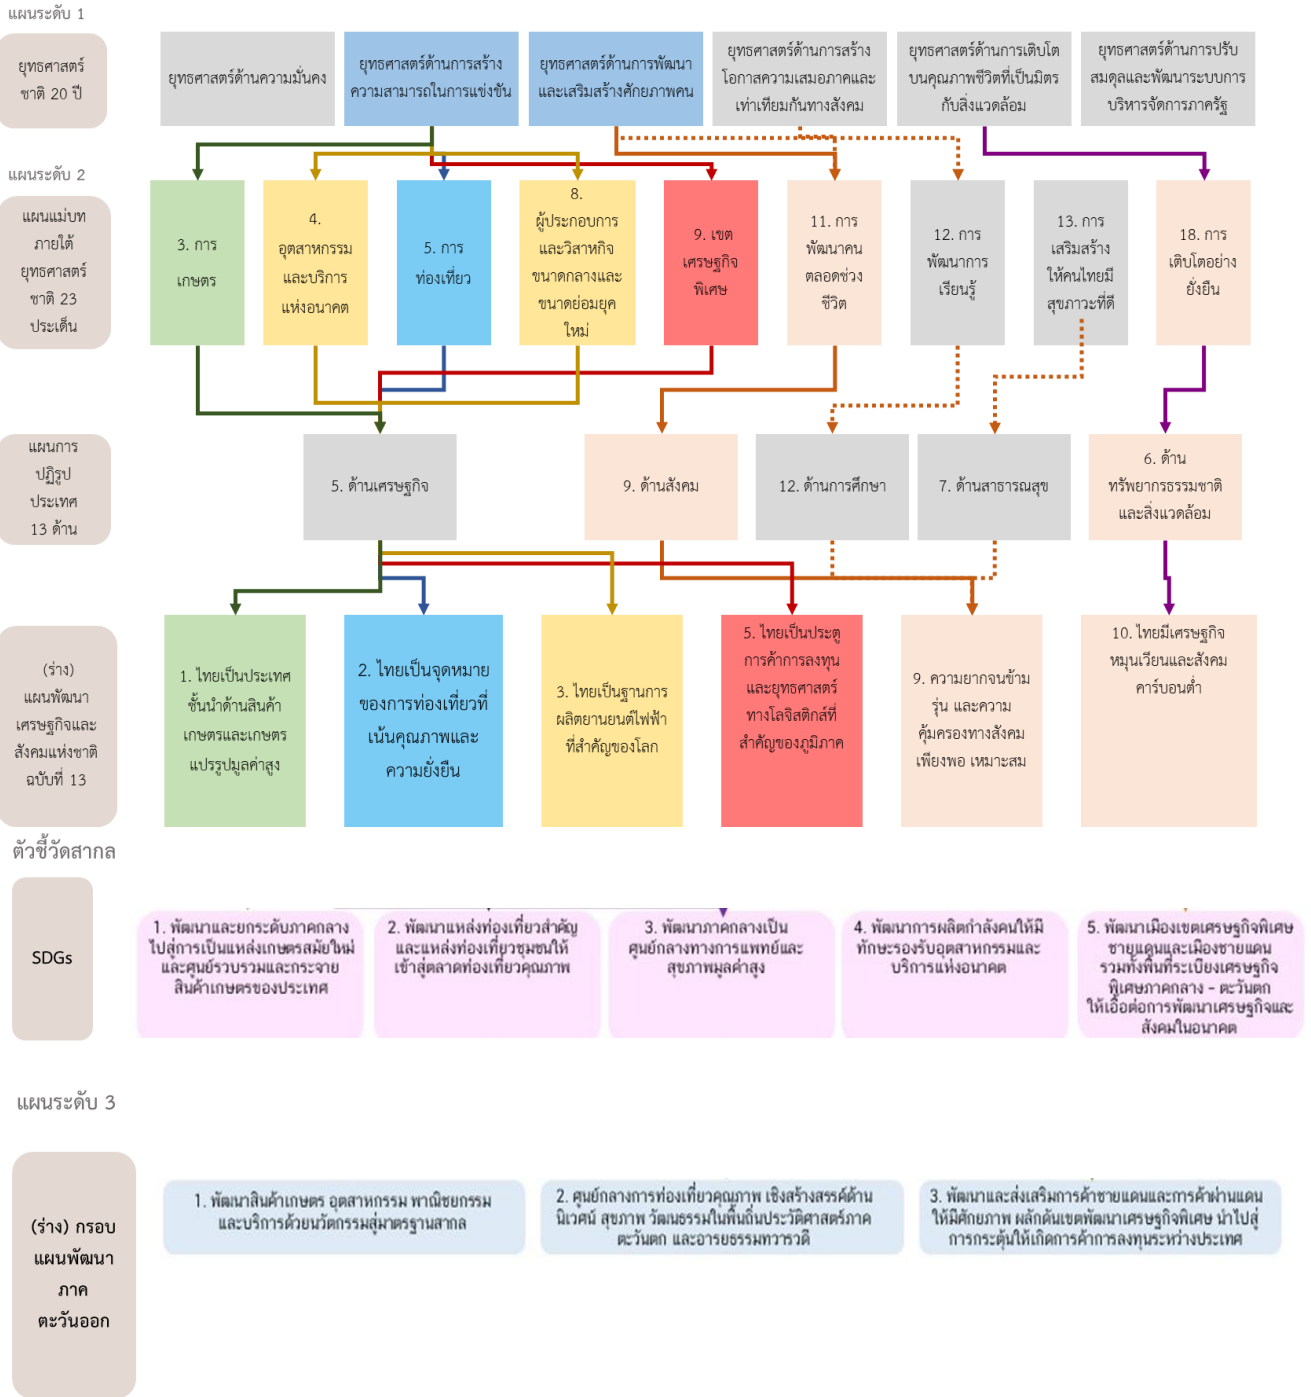 แผนระดับ 1
ยุทธศาสตร์
ชาติ 20 ปี
ยุทธศาสตร์ด้านความมั่นคง
ยุทธศาสตร์ด้านการสร้าง
ความสามารถในการแข่งขัน
ยุทธศาสตร์ด้านการพัฒนา
และเสริมสร้างศักยภาพคน
ยุทธศาสตร์ด้านการสร้าง
โอกาสความเสมอภาคและ
เท่าเทียมกันทางสังคม
ยุทธศาสตร์ด้านการเติบโต
บนคุณภาพชีวิตที่เป็นมิตร
กับสิ่งแวดล้อม
ยุทธศาสตร์ด้านการปรับ
สมดุลและพัฒนาระบบการ
บริหารจัดการภาครัฐ
แผนระดับ 2
แผนแม่บท
ภายใต้
ยุทธศาสตร์
ชาติ 23
ประเด็น
3. การ
เกษตร
4.
อุตสาหกรรม
และบริการ
แห่งอนาคต
5. การ
ท่องเที่ยว
8.
ผู้ประกอบการ
และวิสาหกิจ
ขนาดกลางและ
ขนาดย่อมยุค
ใหม่
9. เขต
เศรษฐกิจ
พิเศษ
11. การ
พัฒนาคน
ตลอดช่วง
ชีวิต
12. การ
พัฒนาการ
เรียนรู้
13. การ
เสริมสร้าง
ให้คนไทยมี
สุขภาวะที่ดี
18. การ
เติบโตอย่าง
ยั่งยืน
แผนการ
ปฏิรูป
ประเทศ
13 ด้าน
5. ด้านเศรษฐกิจ
9. ด้านสังคม
12. ด้านการศึกษา
7. ด้านสาธารณสุข
6. ด้าน
ทรัพยากรธรรมชาติ
และสิ่งแวดล้อม
(ร่าง)
แผนพัฒนา
เศรษฐกิจและ
สังคมแห่งชาติ
ฉบับที่ 13
1. ไทยเป็นประเทศ
ชั้นนำด้านสินค้า
เกษตรและเกษตร
แปรรูปมูลค่าสูง
2. ไทยเป็นจุดหมาย
ของการท่องเที่ยวที่
เน้นคุณภาพและ
ความยั่งยืน
3. ไทยเป็นฐานการ
ผลิตยานยนต์ไฟฟ้า
ที่สำคัญของโลก
5. ไทยเป็นประตู
การค้าการลงทุน
และยุทธศาสตร์
ทางโลจิสติกส์ที่
สำคัญของภูมิภาค
9. ความยากจนข้าม
รุ่น และความ
คุ้มครองทางสังคม
เพียงพอ เหมาะสม
10. ไทยมีเศรษฐกิจ
หมุนเวียนและสังคม
คาร์บอนต่ำ
ตัวชี้วัดสากล
SDGs
1. พัฒนาและยกระดับภาคกลาง
ไปสู่การเป็นแหล่งเกษตรสมัยใหม่
และศูนย์รวบรวมและกระจาย
สินค้าเกษตรของประเทศ
2. พัฒนาแหล่งท่องเที่ยวสำคัญ
และแหล่งท่องเที่ยวชุมชนให้
เข้าสู่ตลาดท่องเที่ยวคุณภาพ
3. พัฒนาภาคกลางเป็น
ศูนย์กลางทางการแพทย์และ
สุขภาพมูลค่าสูง
4. พัฒนาการผลิตกำลังคนให้มี
ทักษะรองรับอุตสาหกรรมและ
บริการแห่งอนาคต
5. พัฒนาเมืองเขตเศรษฐกิจพิเศษ
ชายแดนและเมืองชายแดน
รวมทั้งพื้นที่ระเบียงเศรษฐกิจ
พิเศษภาคกลาง - ตะวันตก
ให้เอื้อต่อการพัฒนาเศรษฐกิจและ
สังคมในอนาคต
แผนระดับ 3
(ร่าง) กรอบ
แผนพัฒนา
ภาค
ตะวันออก
1. พัฒนาสินค้าเกษตร อุตสาหกรรม พาณิชยกรรม
และบริการด้วยนวัตกรรมสู่มาตรฐานสากล
2. ศูนย์กลางการท่องเที่ยวคุณภาพ เชิงสร้างสรรค์ด้าน
นิเวศน์ สุขภาพ วัฒนธรรมในพื้นถิ่นประวัติศาสตร์ภาค
ตะวันตก และอารยธรรมทวารวดี
3. พัฒนาและส่งเสริมการค้าชายแดนและการค้าผ่านแดน
ให้มีศักยภาพ ผลักดันเขตพัฒนาเศรษฐกิจพิเศษ นำไปสู่
การกระตุ้นให้เกิดการค้าการลงทุนระหว่างประเทศ